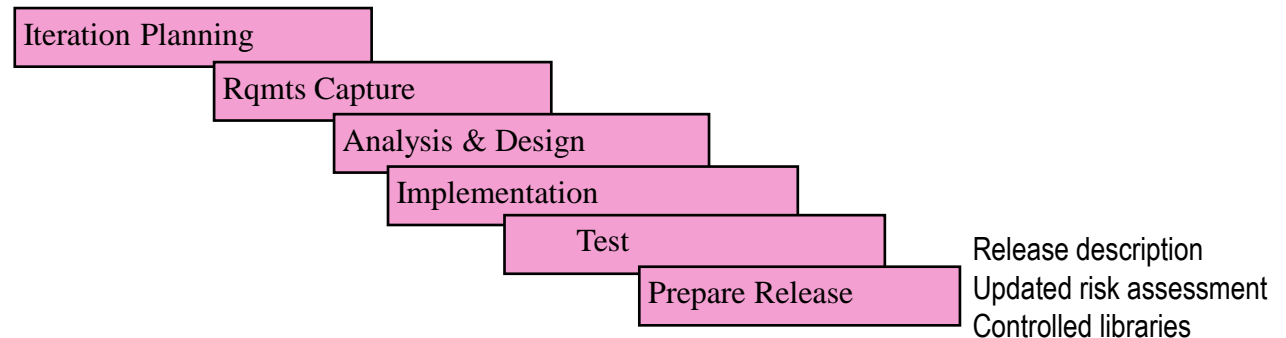 Iteration Planning
Rqmts Capture
Analysis & Design
Implementation
Test
Prepare Release
Release description
Updated risk assessment
Controlled libraries